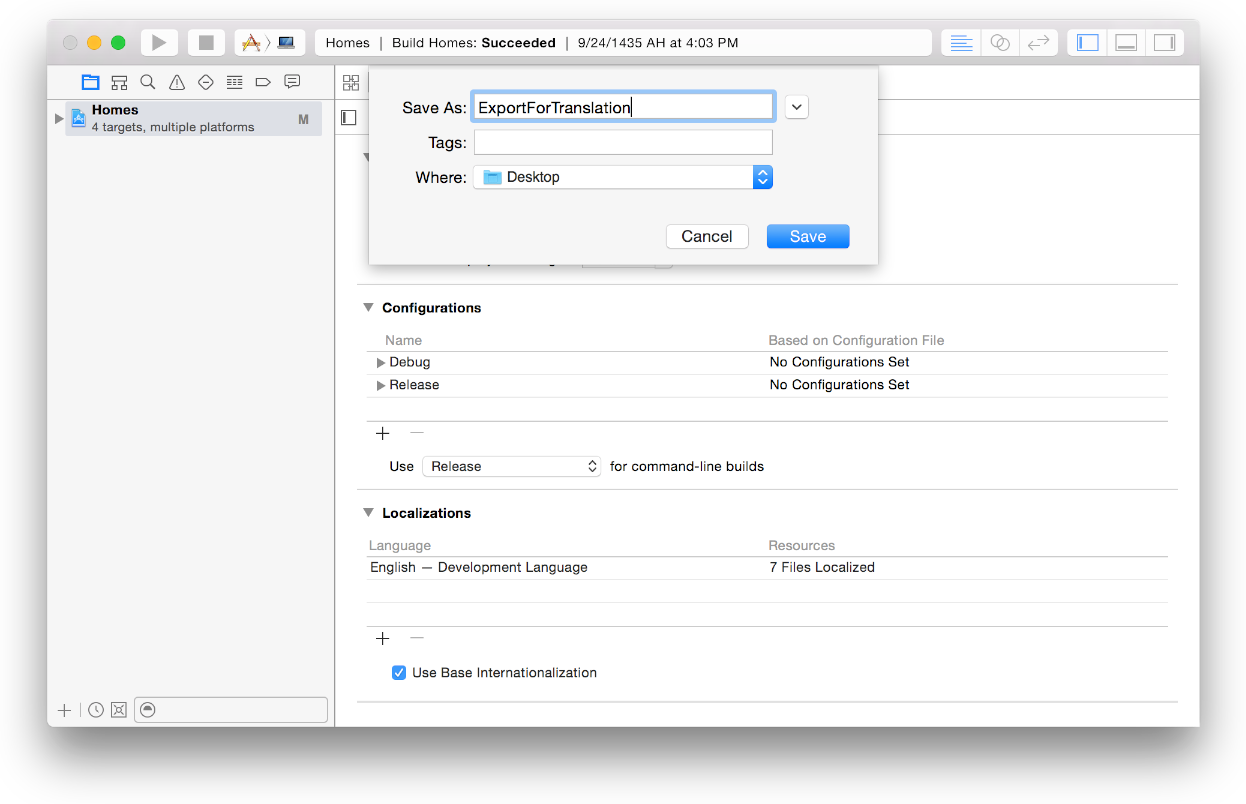 Homes | Build Homes: Succeeded | 9/24/1435 AH at 4:03 PM
Homes
4 targets, multiple platforms
M
Save As: ExportForTranslation
Tags:
Where: Desktop
Cancel Save
Configurations
Name Based on Configuration File
Debug No Configurations Set
Release No Configurations Set
Use Release for command-line builds
Localizations
Language Resources
English — Development Language 7 Files Localized
Use Base Internationalization